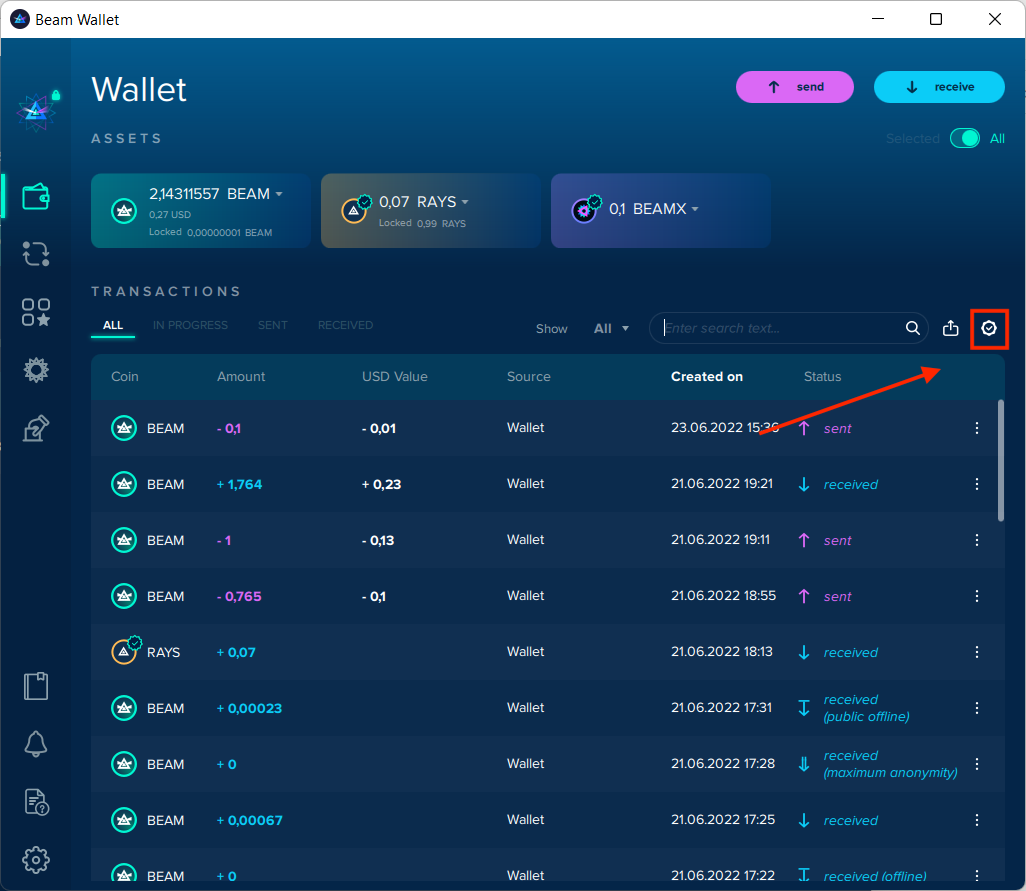 Beam Wallet
Wallet
send
receive
ASSETS
Selected All
2,14311557 BEAM
0,27 USD
Locked 0,00000001 BEAM
0,07 RAYS
Locked 0,99 RAYS
0,1 BEAMX
TRANSACTIONS
ALL IN PROGRESS SENT RECEIVED
Show All Enter search text...
Coin Amount USD Value Source Created on Status
BEAM - 0,1 - 0,01 Wallet 23.06.2022 15:36 sent
BEAM + 1,764 + 0,23 Wallet 21.06.2022 19:21 received
BEAM - 1 - 0,13 Wallet 21.06.2022 19:11 sent
BEAM - 0,765 - 0,1 Wallet 21.06.2022 18:55 sent
RAYS + 0,07 Wallet 21.06.2022 18:13 received
BEAM + 0,00023 Wallet 21.06.2022 17:31 received
(public offline)
BEAM + 0 Wallet 21.06.2022 17:28 received
(maximum anonymity)
BEAM + 0,00067 Wallet 21.06.2022 17:25 received
BEAM + 0 Wallet 21.06.2022 17:22 received (offline)